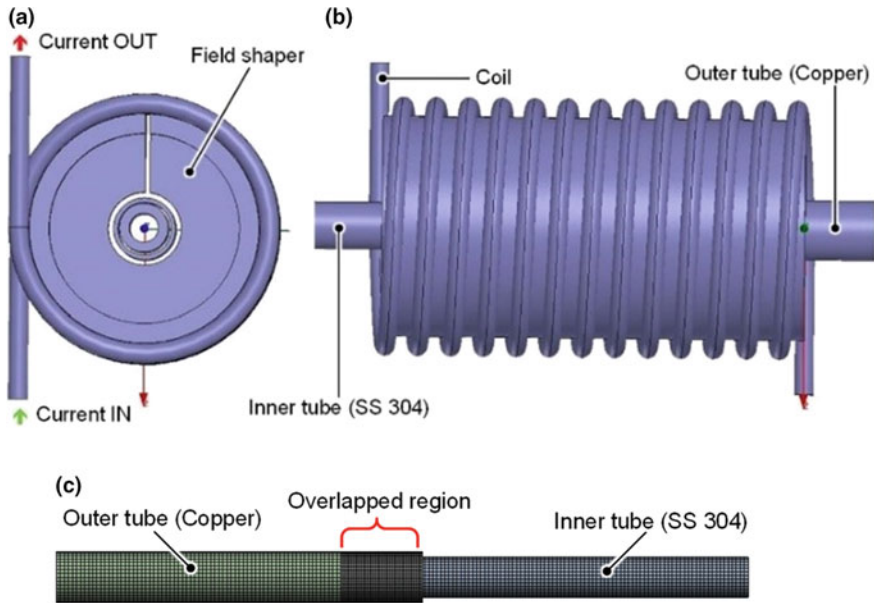 (a)
Current OUT
Field shaper
Current IN
(b)
Coil
Outer tube (Copper)
Inner tube (SS 304)
(c)
Overlapped region
Outer tube (Copper)
Inner tube (SS 304)